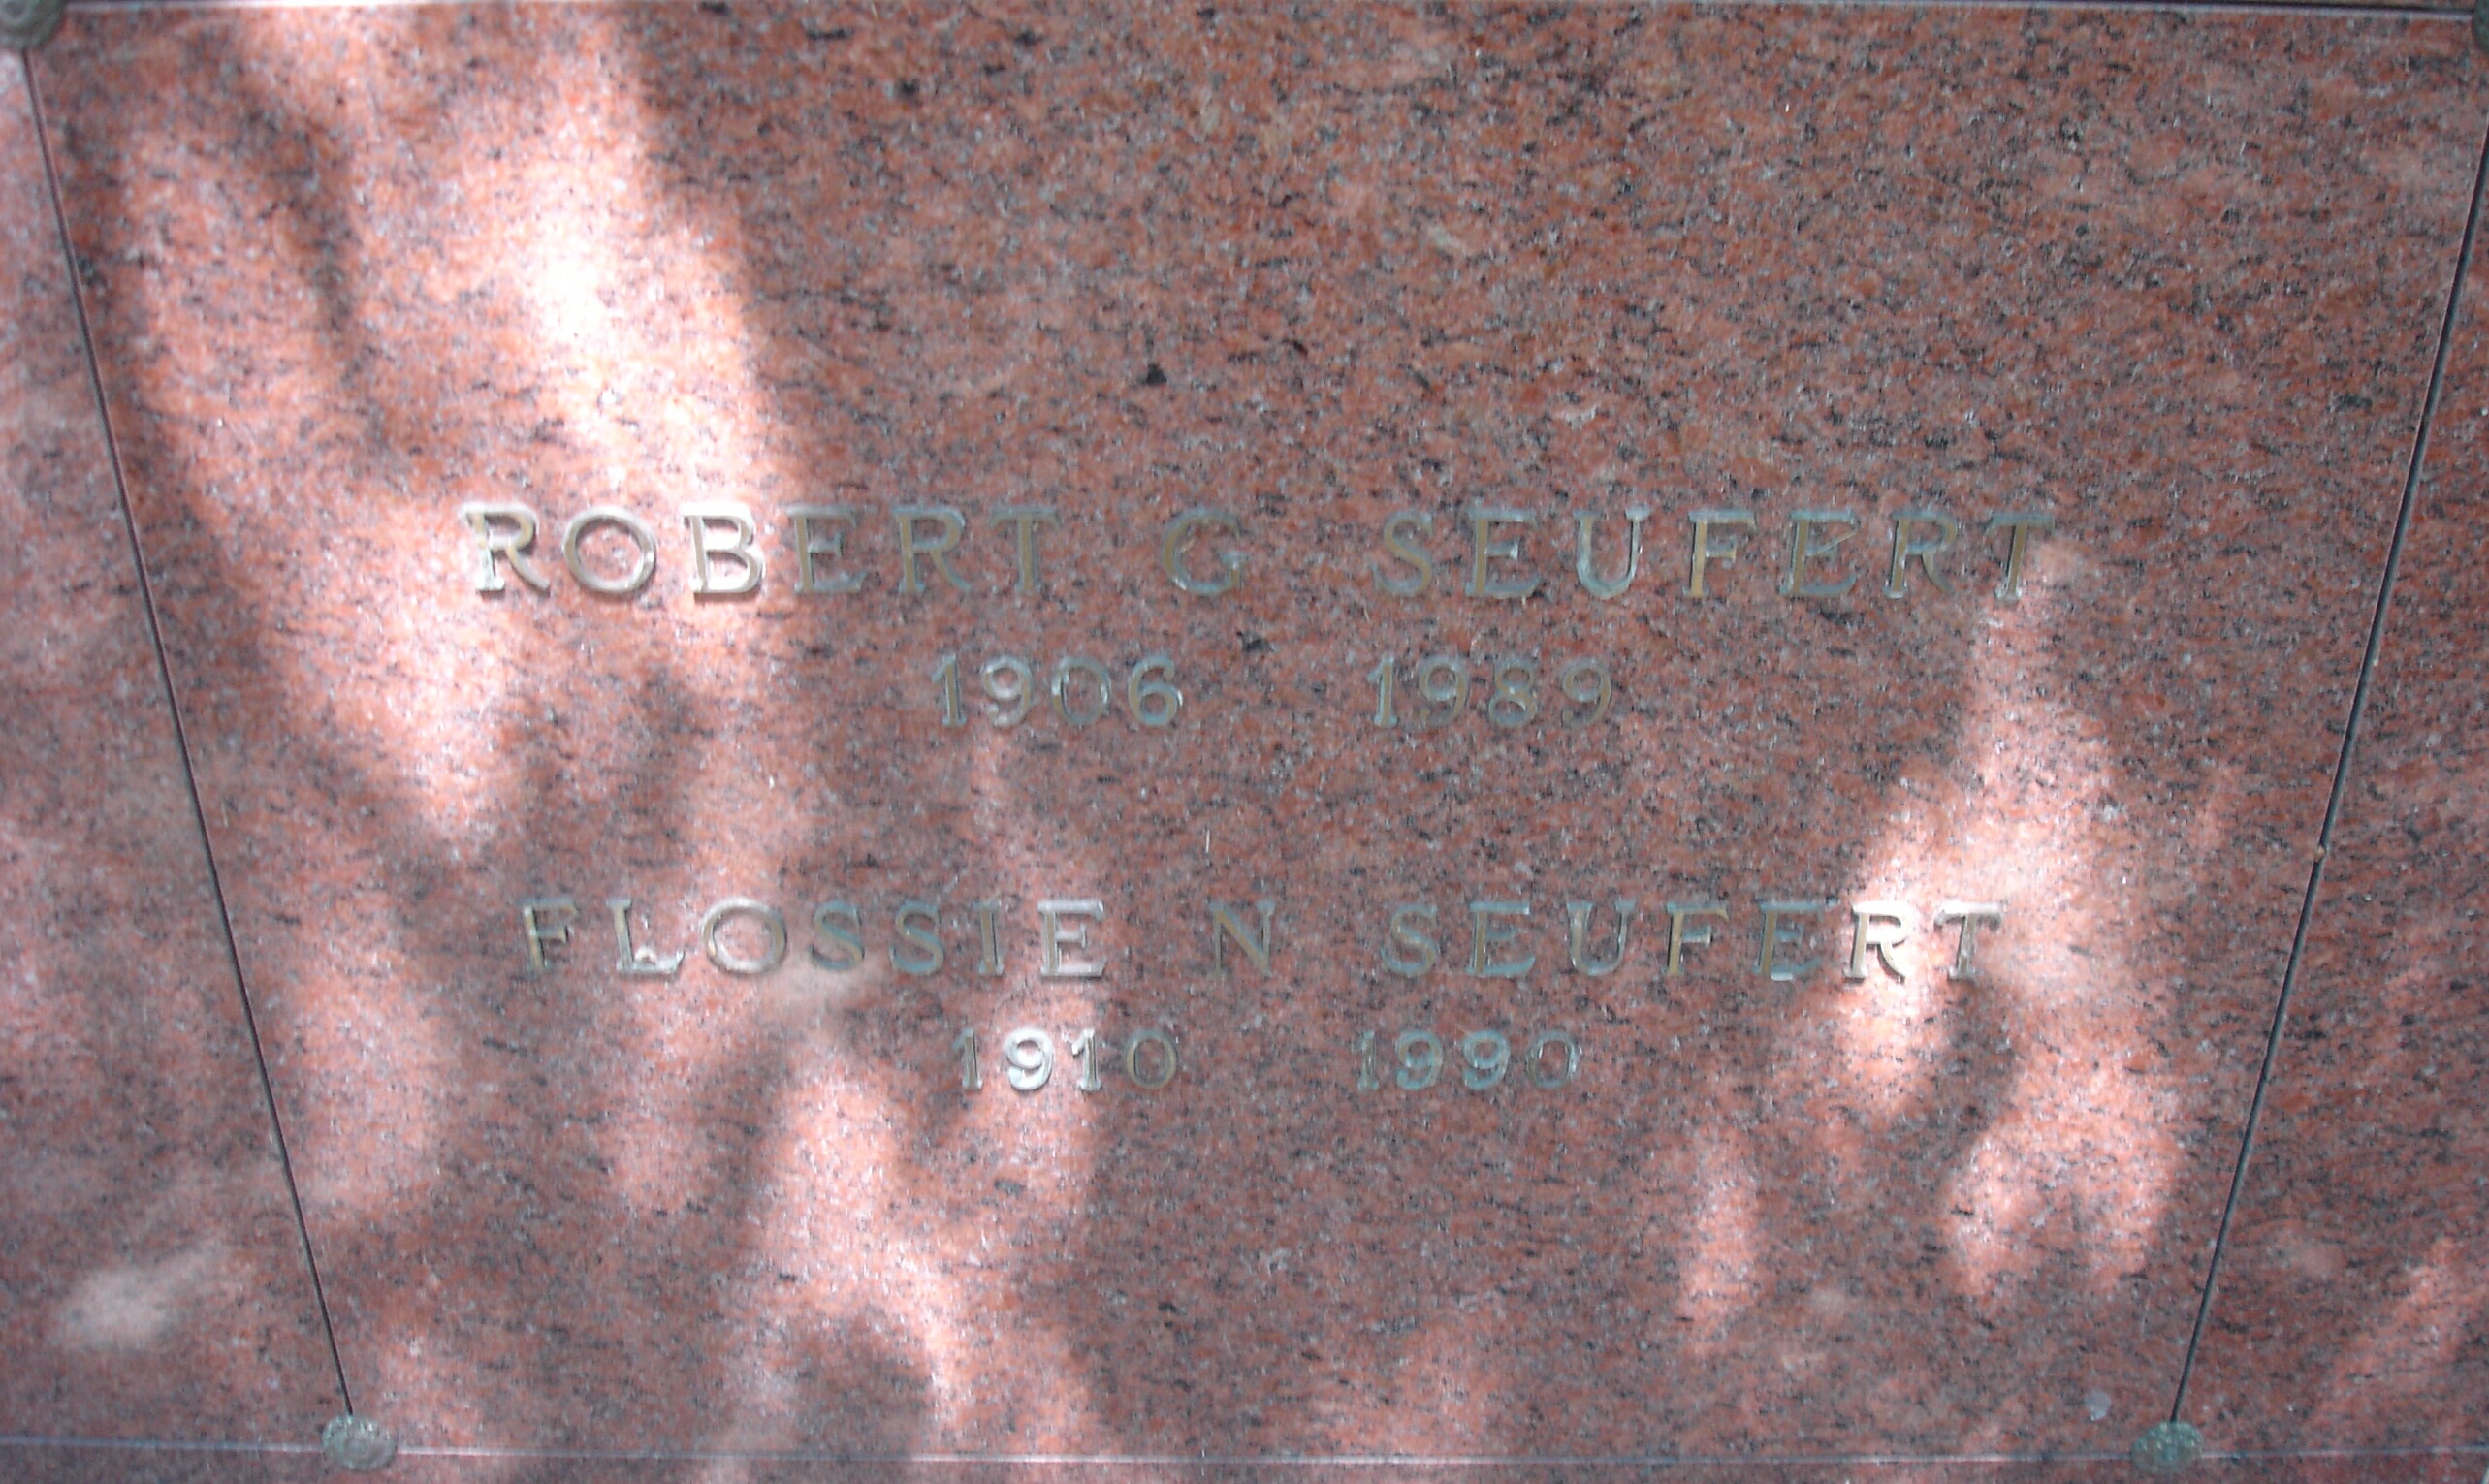 ROBERT G SEUFERT
1906 1989
FLOSSIE N SEUFERT
1910 1990